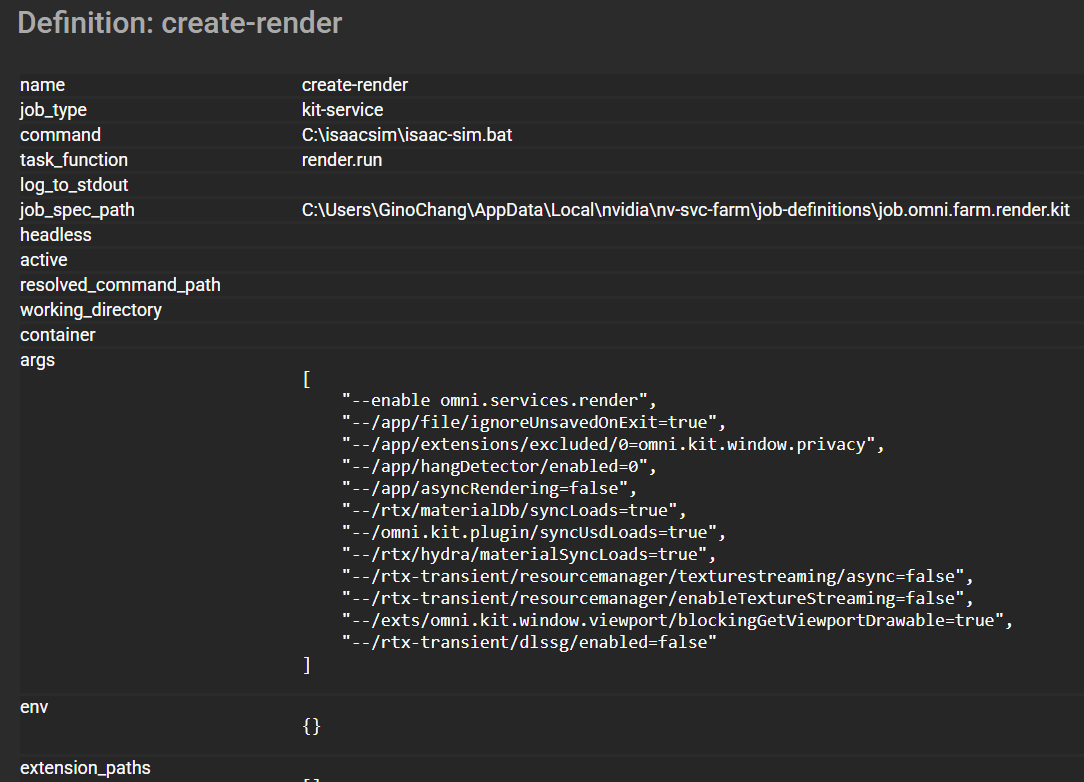 Definition: create-render
name create-render
job_type kit-service
command C:\isaacsim\isaac-sim.bat
task_function render.run
log_to_stdout
job_spec_path C:\Users\GinoChang\AppData\Local\nvidia\nv-svc-farm\job-definitions\job.omni.farm.render.kit
headless
active
resolved_command_path
working_directory
container
args
[
"--enable omni.services.render",
"--/app/file/ignoreUnsavedOnExit=true",
"--/app/extensions/excluded/0=omni.kit.window.privacy",
"--/app/hangDetector/enabled=0",
"--/app/asyncRendering=false",
"--/rtx/materialDb/syncLoads=true",
"--/omni.kit.plugin/syncUsdLoads=true",
"--/rtx/hydra/materialSyncLoads=true",
"--/rtx-transient/resourcemanager/texturestreaming/async=false",
"--/rtx-transient/resourcemanager/enableTextureStreaming=false",
"--/exts/omni.kit.window.viewport/blockingGetViewportDrawable=true",
"--/rtx-transient/dlssg/enabled=false"
]
env
{}
extension_paths